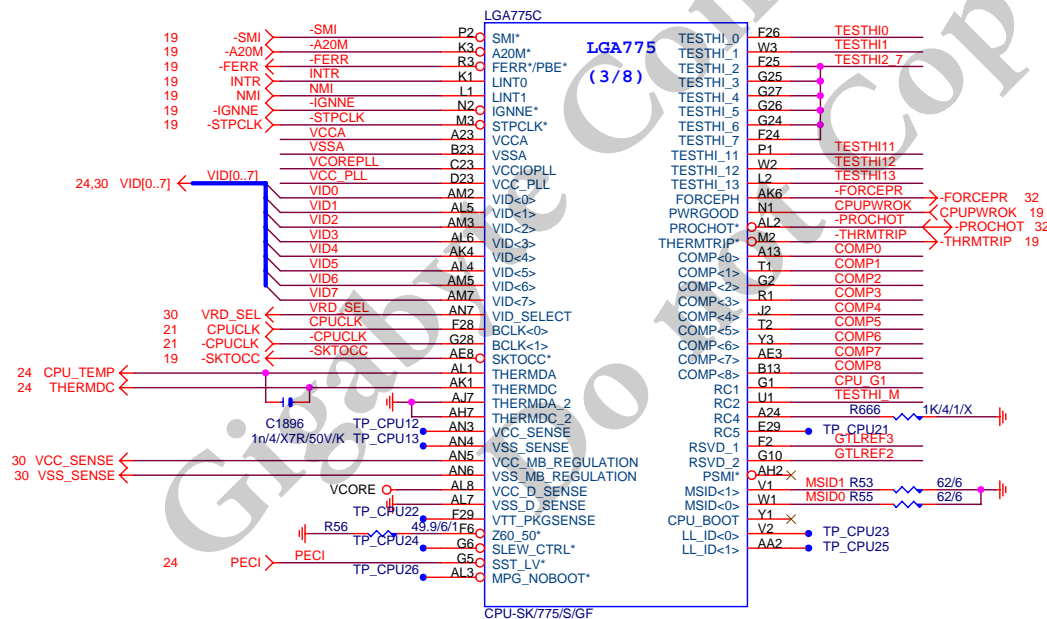 LGA775C
LGA775
(3/8)
19 -SMI -SMI P2 SMI* TESTHI_0 F26 TESTHI0
19 -A20M -A20M K3 A20M* TESTHI_1 W3 TESTHI1
19 -FERR -FERR R3 FERR*/PBE* TESTHI_2 F25 TESTHI2_7
19 INTR INTR K1 LINT0 TESTHI_3 G25
19 NMI NMI L1 LINT1 TESTHI_4 G27
19 -IGNNE -IGNNE N2 IGNNE* TESTHI_5 G26
19 -STPCLK -STPCLK M3 STPCLK* TESTHI_6 G24
VCCA A23 VCCA TESTHI_7 F24
VSSA B23 VSSA TESTHI_11 P1 TESTHI11
VCOREPLL C23 VCCIOPLL TESTHI_12 W2 TESTHI12
24,30 VID[0..7] VID[0..7] VCC_PLL D23 VCC_PLL TESTHI_13 L2 TESTHI13
VID0 AM2 VID<0> FORCEPH AK6 -FORCEPR -FORCEPR 32
VID1 AL5 VID<1> PWRGOOD N1 CPUPWROK CPUPWROK 19
VID2 AM3 VID<2> PROCHOT* AL2 -PROCHOT -PROCHOT 32
VID3 AL6 VID<3> THERMTRIP* M2 -THRMTRIP -THRMTRIP 19
VID4 AK4 VID<4> COMP<0> A13 COMP0
VID5 AL4 VID<5> COMP<1> T1 COMP1
VID6 AM5 VID<6> COMP<2> G2 COMP2
VID7 AM7 VID<7> COMP<3> R1 COMP3
30 VRD_SEL VRD_SEL AN7 VID_SELECT COMP<4> J2 COMP4
21 CPUCLK CPUCLK F28 BCLK<0> COMP<5> T2 COMP5
21 -CPUCLK -CPUCLK G28 BCLK<1> COMP<6> Y3 COMP6
19 -SKTOCC -SKTOCC AE8 SKTOCC* COMP<7> AE3 COMP7
24 CPU_TEMP AL1 THERMDA COMP<8> B13 COMP8
24 THERMDC AK1 THERMDC RC1 G1 CPU_G1
AJ7 THERMDA_2 RC2 U1 TESTHI_M
C1896 AH7 THERMDC_2 RC4 A24 R666 1K/4/1/X
TP_CPU12 AN3 VCC_SENSE RC5 E29 TP_CPU21
1n/4/X7R/50V/K TP_CPU13 AN4 VSS_SENSE RSVD_1 F2 GTLREF3
30 VCC_SENSE AN5 VCC_MB_REGULATION RSVD_2 G10 GTLREF2
30 VSS_SENSE AN6 VSS_MB_REGULATION PSMI* AH2
VCORE AL8 VCC_D_SENSE MSID<1> V1 MSID1 R53 62/6
AL7 VSS_D_SENSE MSID<0> W1 MSID0 R55 62/6
TP_CPU22 F29 VTT_PKGSENSE CPU_BOOT Y1
R56 49.9/6/1 F6 Z60_50* LL_ID<0> V2 TP_CPU23
TP_CPU24 G6 SLEW_CTRL* LL_ID<1> AA2 TP_CPU25
24 PECI PECI G5 SST_LV*
TP_CPU26 AL3 MPG_NOBOOT*
CPU-SK/775/S/GF
Gigabyte
Do not